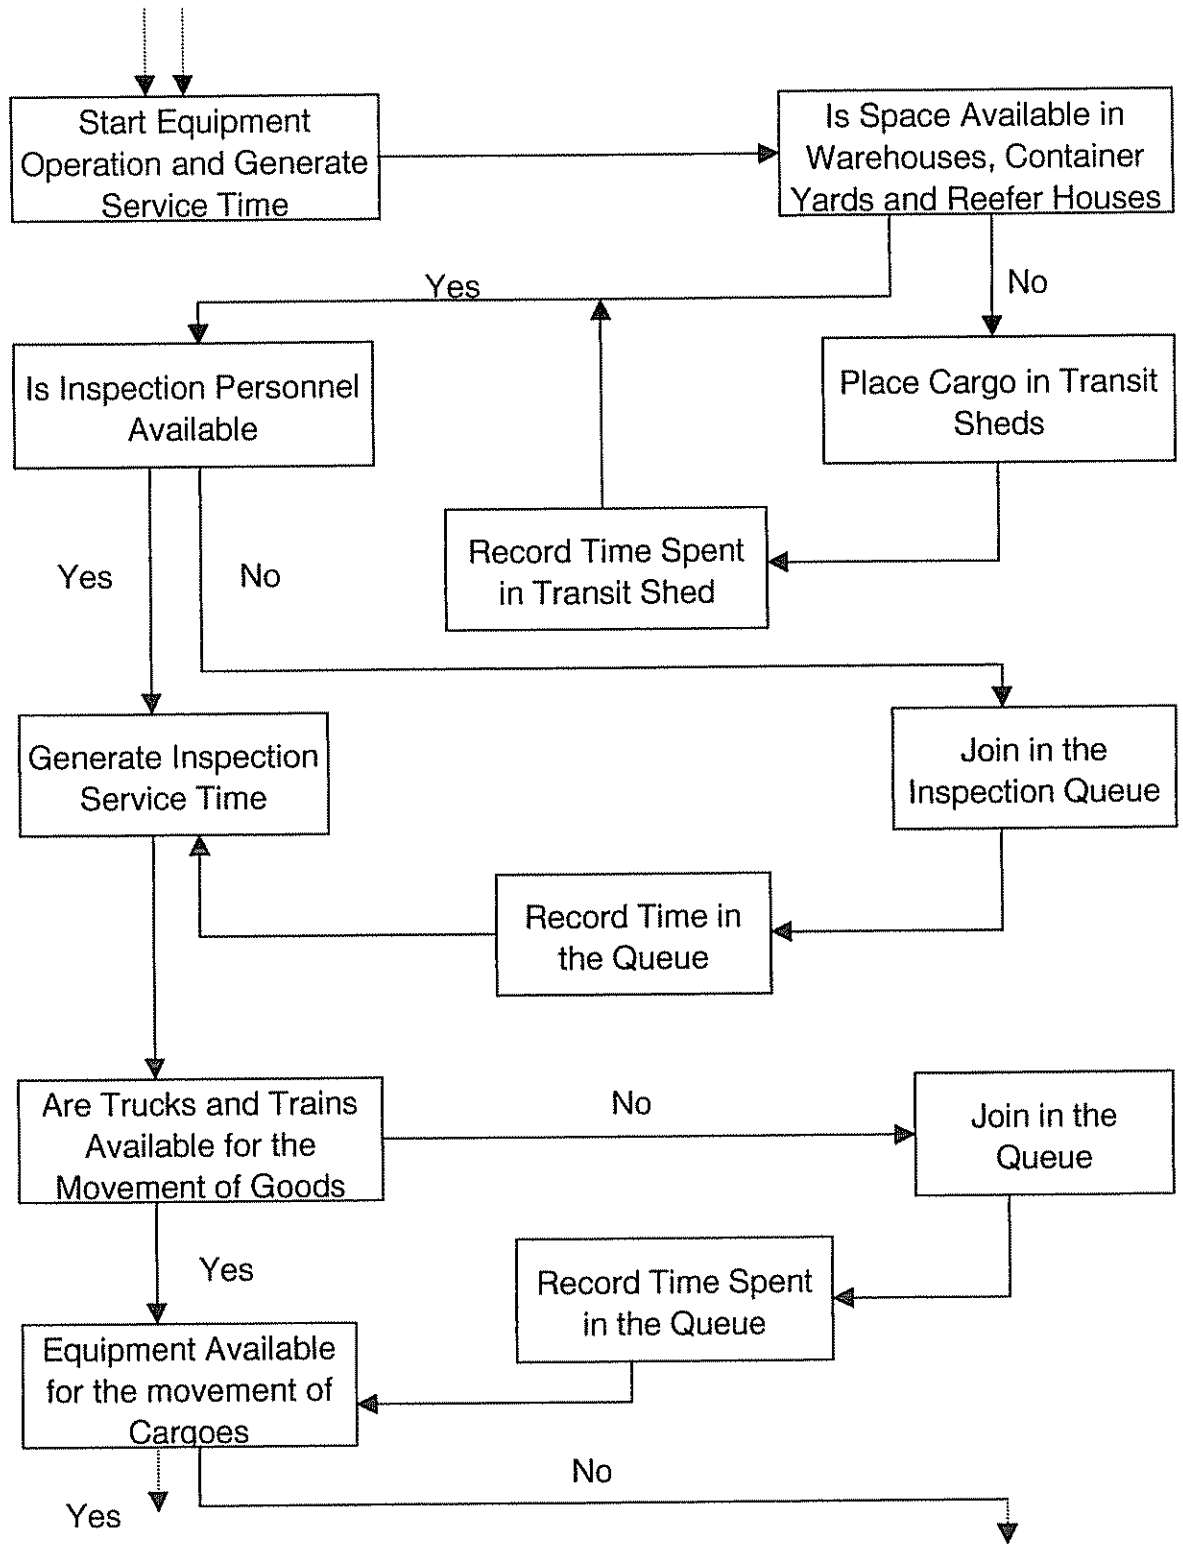 Start Equipment
Operation and Generate
Service Time
Is Space Available in
Warehouses, Container
Yards and Reefer Houses
Yes
No
Is Inspection Personnel
Available
Place Cargo in Transit
Sheds
Record Time Spent
in Transit Shed
Yes
No
Generate Inspection
Service Time
Join in the
Inspection Queue
Record Time in
the Queue
Are Trucks and Trains
Available for the
Movement of Goods
No
Join in the
Queue
Yes
Record Time Spent
in the Queue
Equipment Available
for the movement of
Cargoes
No
Yes